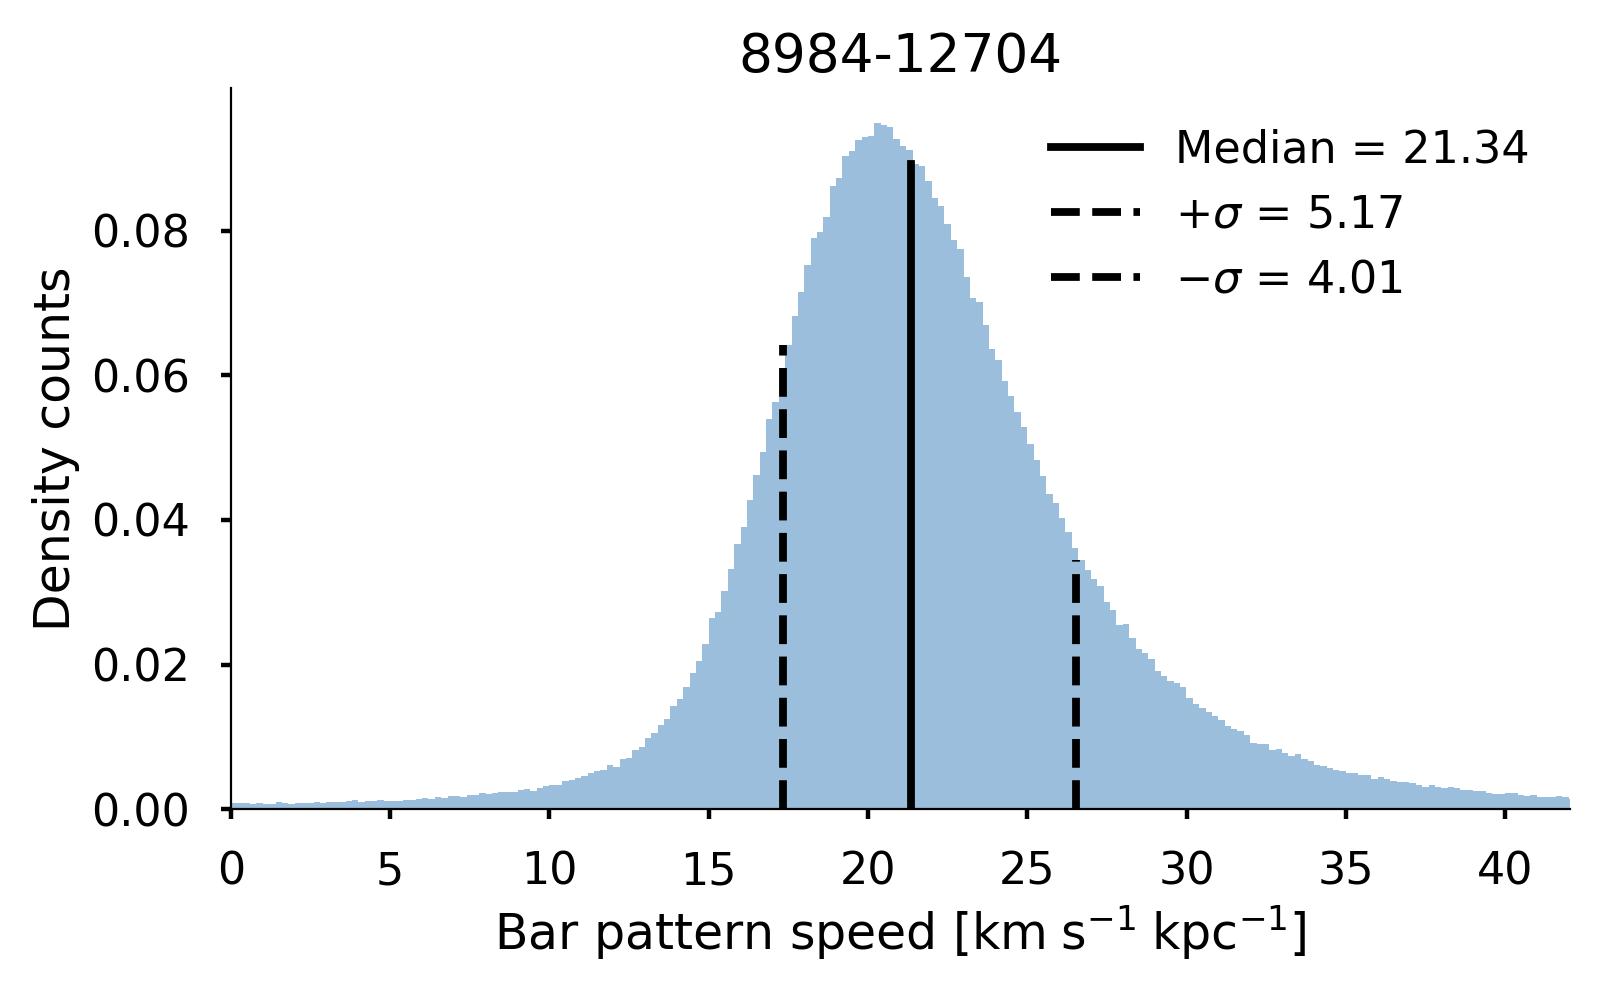 8984-12704
Median = 21.34
+σ = 5.17
−σ = 4.01
Density counts
0.08
0.06
0.04
0.02
0.00
0 5 10 15 20 25 30 35 40
Bar pattern speed [km s⁻¹ kpc⁻¹]